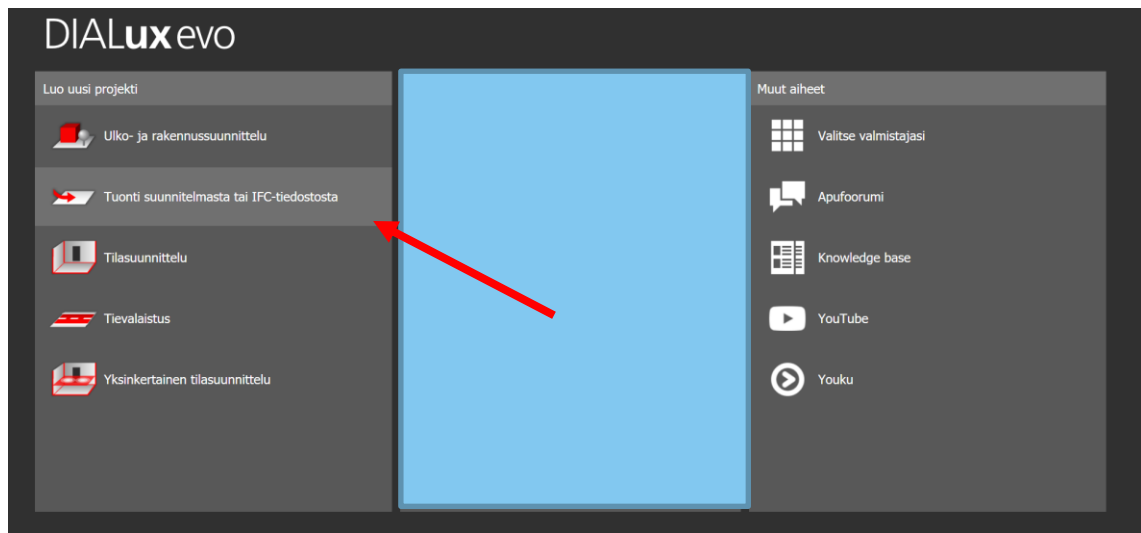 DIALux evo
Luo uusi projekti
Ulko- ja rakennussuunnittelu
Tuonti suunnitelmasta tai IFC-tiedostosta
Tilasuunnittelu
Tievalaistus
Yksinkertainen tilasuunnittelu
Muut aiheet
Valitse valmistajasi
Apufoorumi
Knowledge base
YouTube
Youku